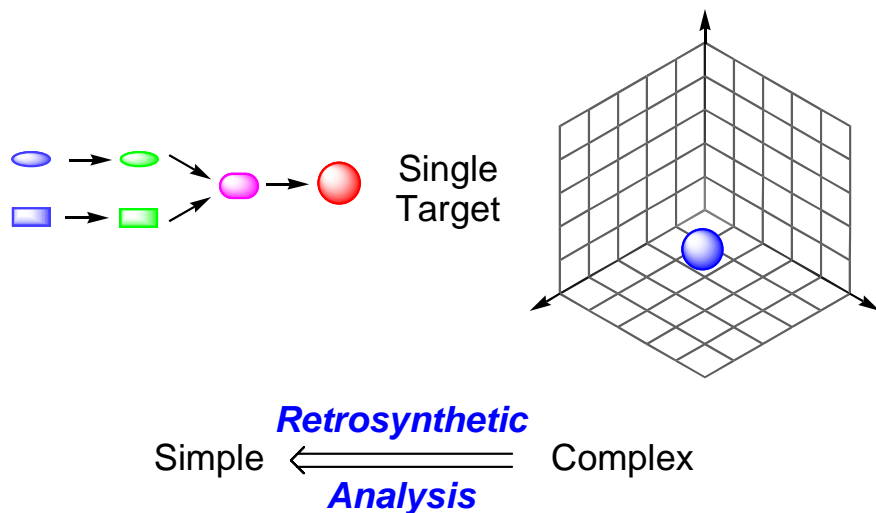 Single
Target
Retrosynthetic
Simple
Complex
Analysis